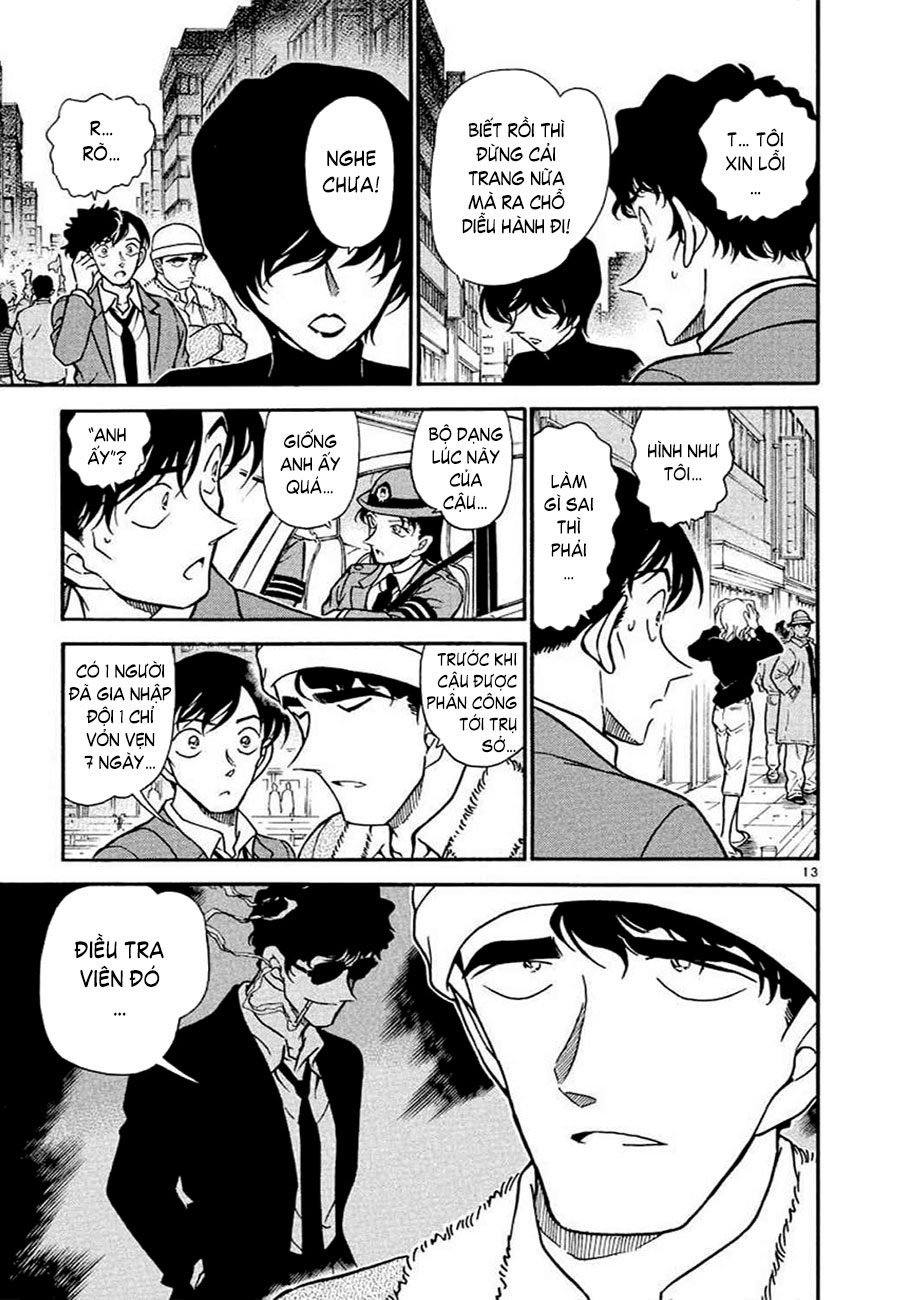 T... TÔI
XIN LỖI
...
BIẾT RỒI THÌ
ĐỪNG CẢI
TRANG NỮA
MÀ RA CHỖ
DIỄU HÀNH ĐI!
NGHE
CHƯA!
R...
RÕ...
HÌNH NHƯ
TÔI...
LÀM
GÌ SAI
THÌ
PHẢI
...
BỘ DẠNG
LÚC NÀY
CỦA
CẬU...
GIỐNG
ANH ẤY
QUÁ...
"ANH
ẤY"?
TRƯỚC KHI
CẬU ĐƯỢC
PHÂN CÔNG
TỚI TRỤ
SỞ...
CÓ 1 NGƯỜI
ĐÃ GIA NHẬP
ĐỘI 1 CHỈ
VỎN VẸN
7 NGÀY...
13
ĐIỀU TRA
VIÊN ĐÓ
...